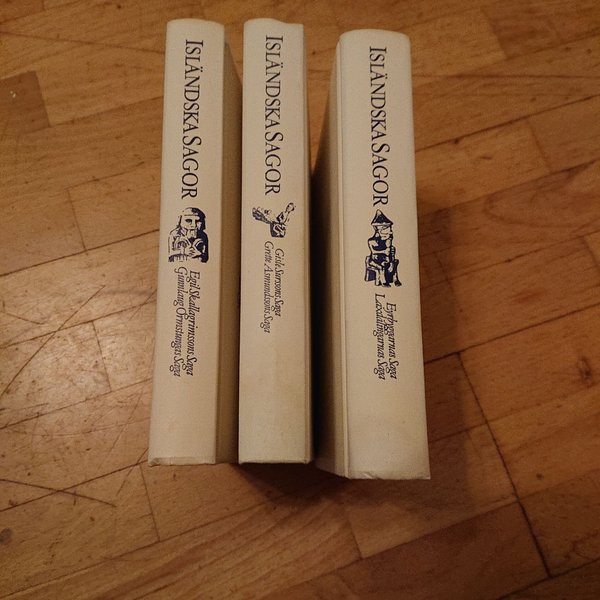 ISLÄNDSKA SAGOR
Egil Skallagrimssons Saga
Gunnlaug Ormstungas Saga
ISLÄNDSKA SAGOR
Gisle Surssons Saga
Grette Asmundssons Saga
ISLÄNDSKA SAGOR
Eyrbyggarnas Saga
Laxdalingarnas Saga